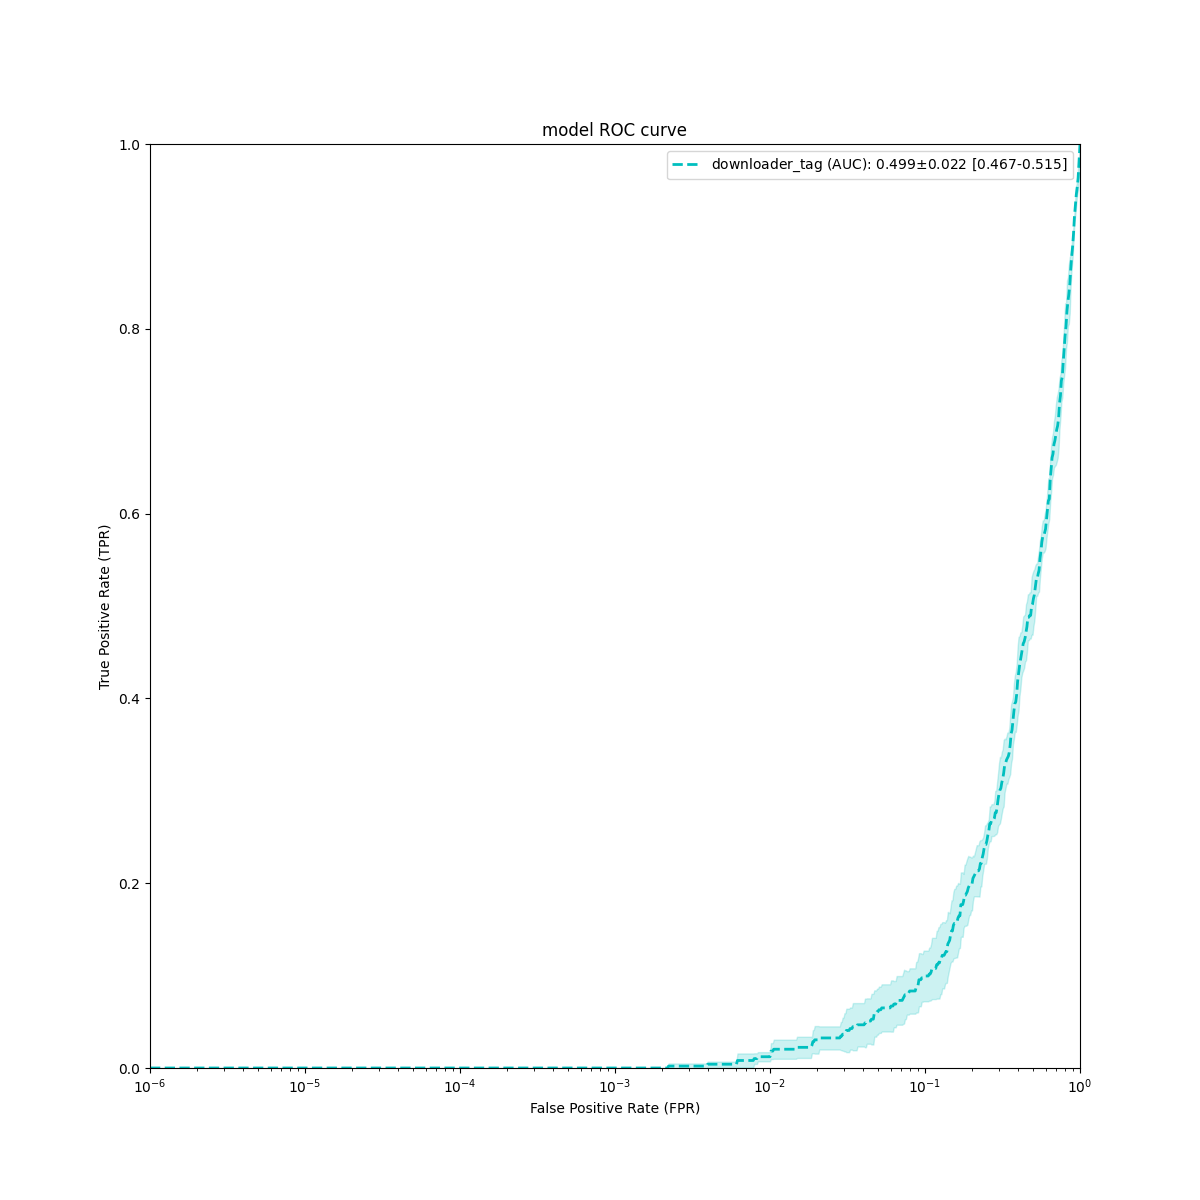 model ROC curve
downloader_tag (AUC): 0.499±0.022 [0.467-0.515]
1.0
0.8
0.6
0.4
0.2
0.0
True Positive Rate (TPR)
10⁻⁶ 10⁻⁵ 10⁻⁴ 10⁻³ 10⁻² 10⁻¹ 10⁰
False Positive Rate (FPR)